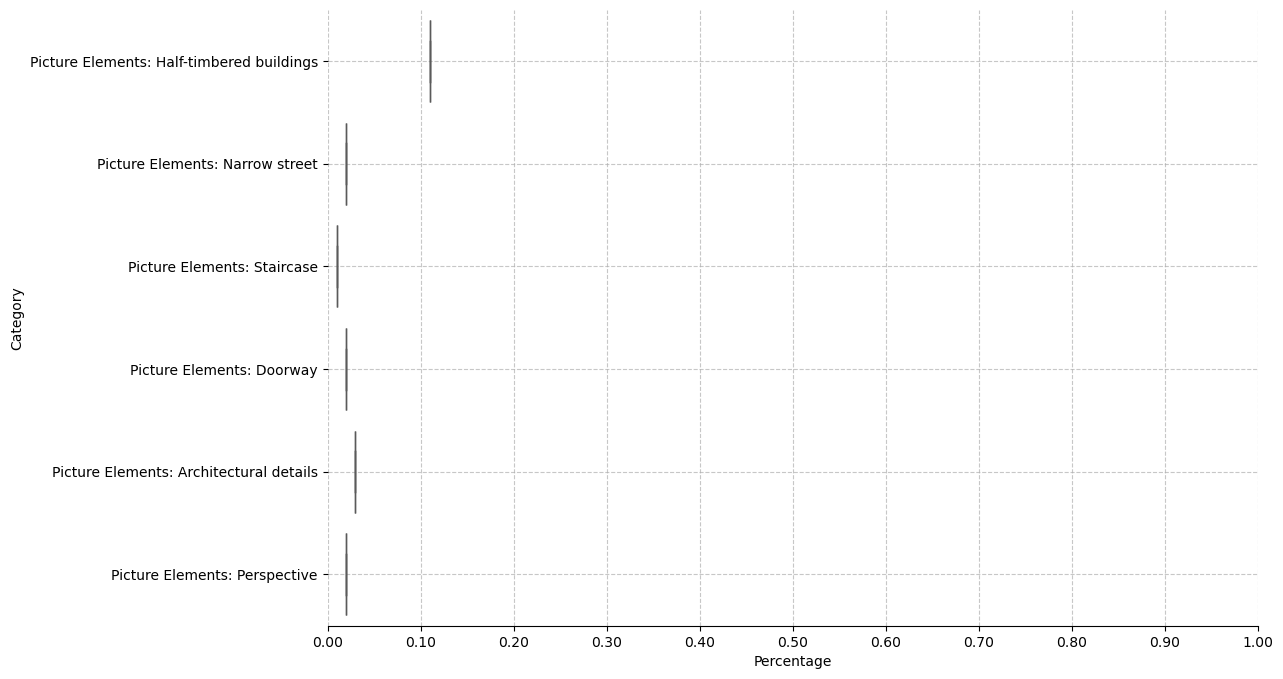 Picture Elements: Half-timbered buildings
Picture Elements: Narrow street
Picture Elements: Staircase
Picture Elements: Doorway
Picture Elements: Architectural details
Picture Elements: Perspective
Category
0.00 0.10 0.20 0.30 0.40 0.50 0.60 0.70 0.80 0.90 1.00
Percentage